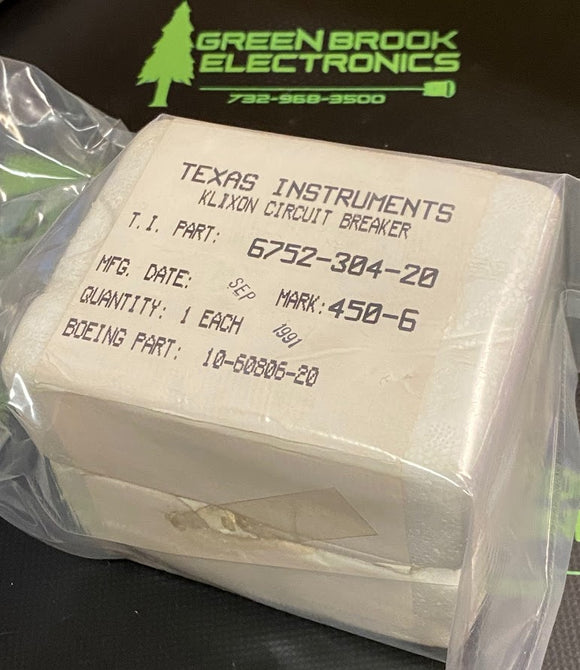 GREEN BROOK
ELECTRONICS
732-968-3500
TEXAS INSTRUMENTS
KLIXON CIRCUIT BREAKER
T.I. PART: 6752-304-20
MFG. DATE: SEP 1991 MARK:450-6
QUANTITY: 1 EACH
BOEING PART: 10-60806-20